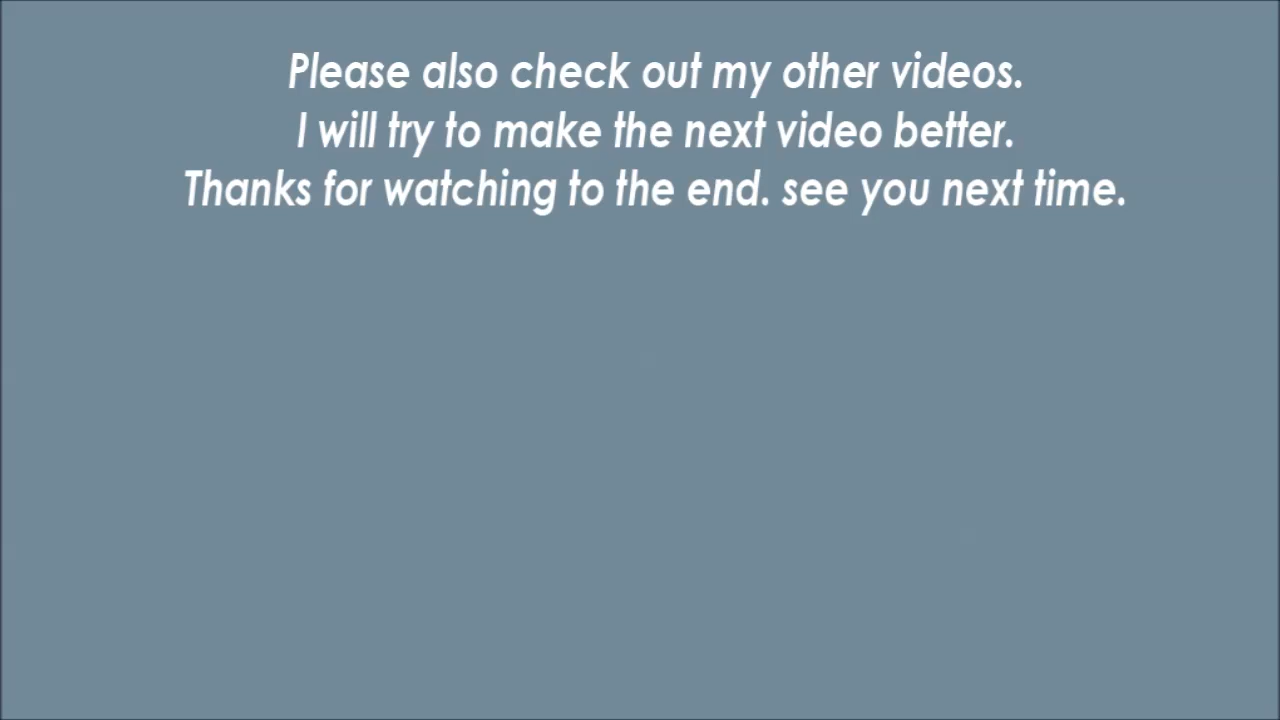 Please also check out my other videos.
I will try to make the next video better.
Thanks for watching to the end. see you next time.